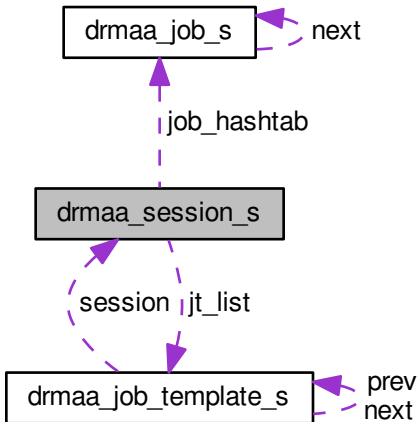 drmaa_job_s
next
job_hashtab
drmaa_session_s
session
jt_list
drmaa_job_template_s
prev
next